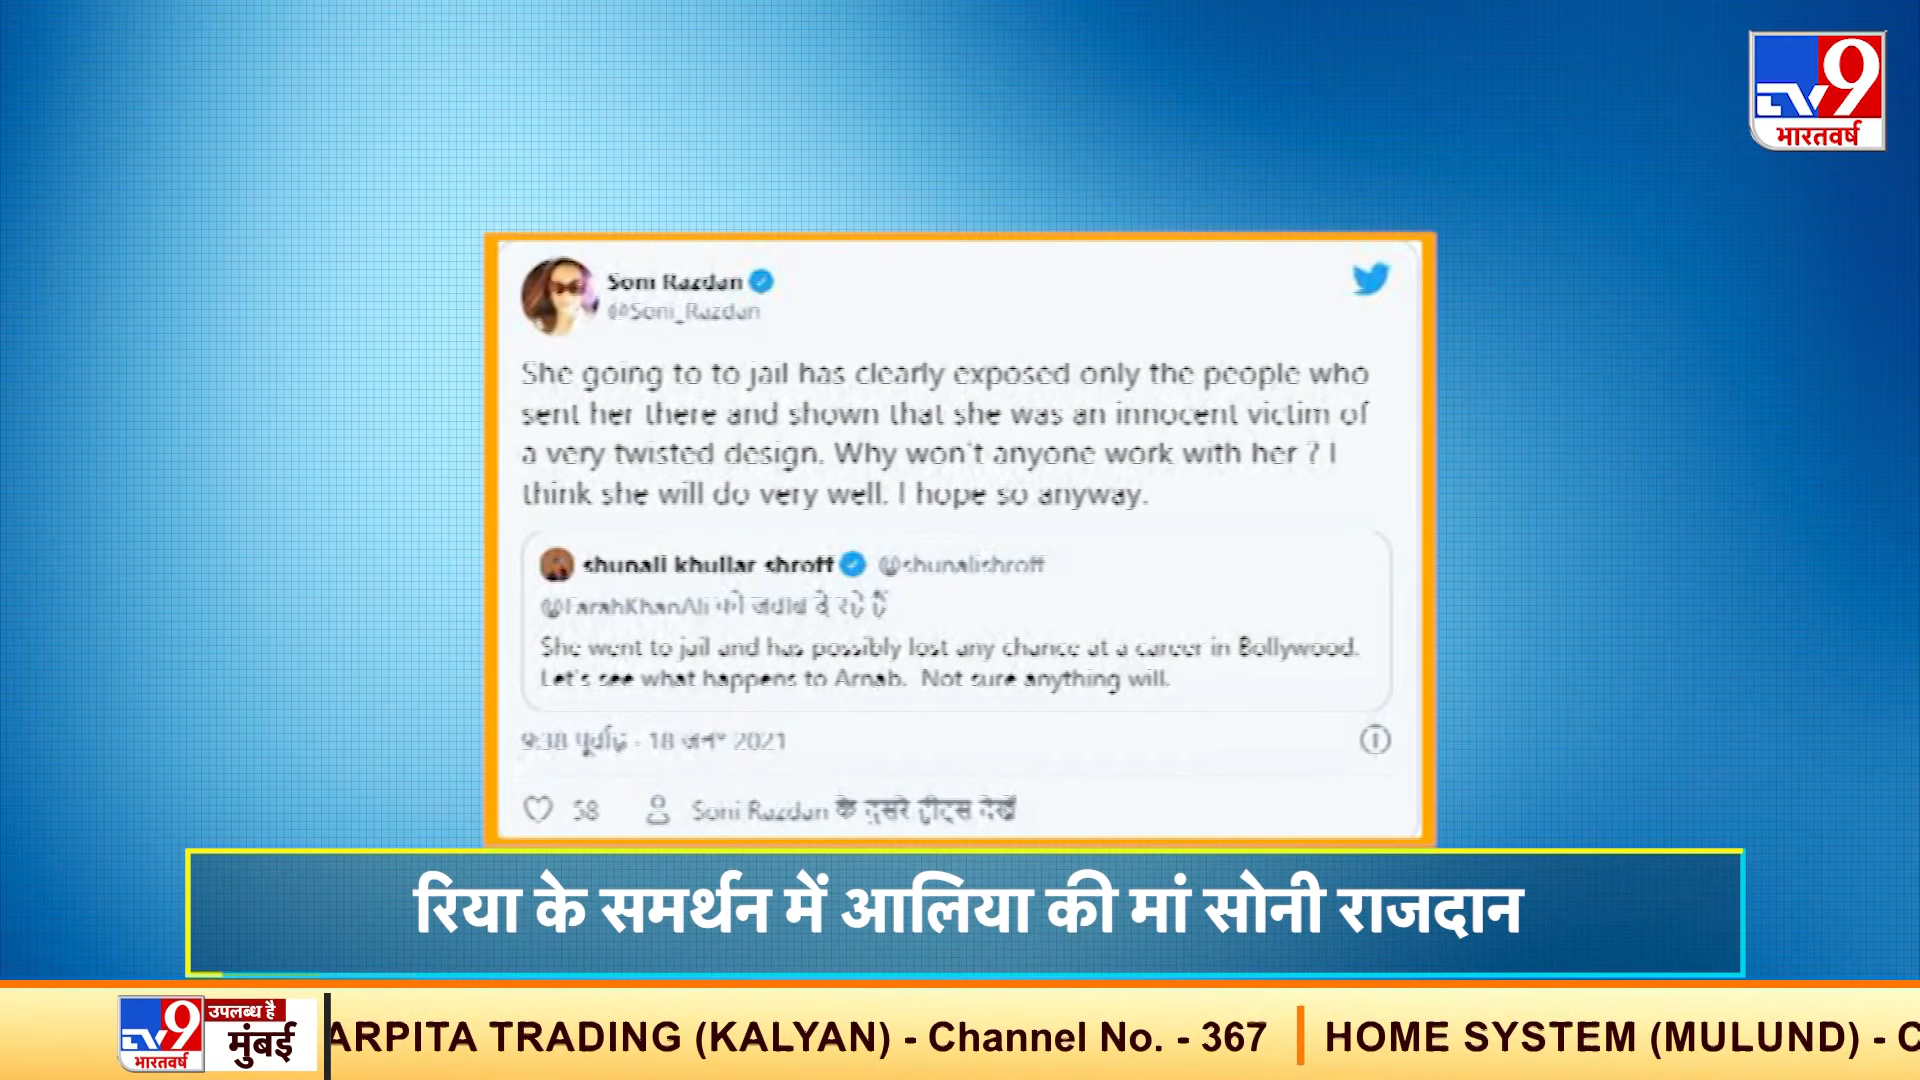 TV9
भारतवर्ष
Soni Razdan
@Soni_Razdan
She going to to jail has clearly exposed only the people who
sent her there and shown that she was an innocent victim of
a very twisted design. Why won't anyone work with her ? I
think she will do very well. I hope so anyway.
shunali khullar shroff @shunalishroff
@FarahKhanAli को जवाब दे रहे हैं
She went to jail and has possibly lost any chance at a career in Bollywood.
Let's see what happens to Arnab. Not sure anything will.
9:38 पूर्वाह्न - 18 जन॰ 2021
58 Soni Razdan के दूसरे ट्वीट्स देखें
रिया के समर्थन में आलिया की मां सोनी राजदान
TV9 भारतवर्ष उपलब्ध है मुंबई
ARPITA TRADING (KALYAN) - Channel No. - 367 HOME SYSTEM (MULUND) - C